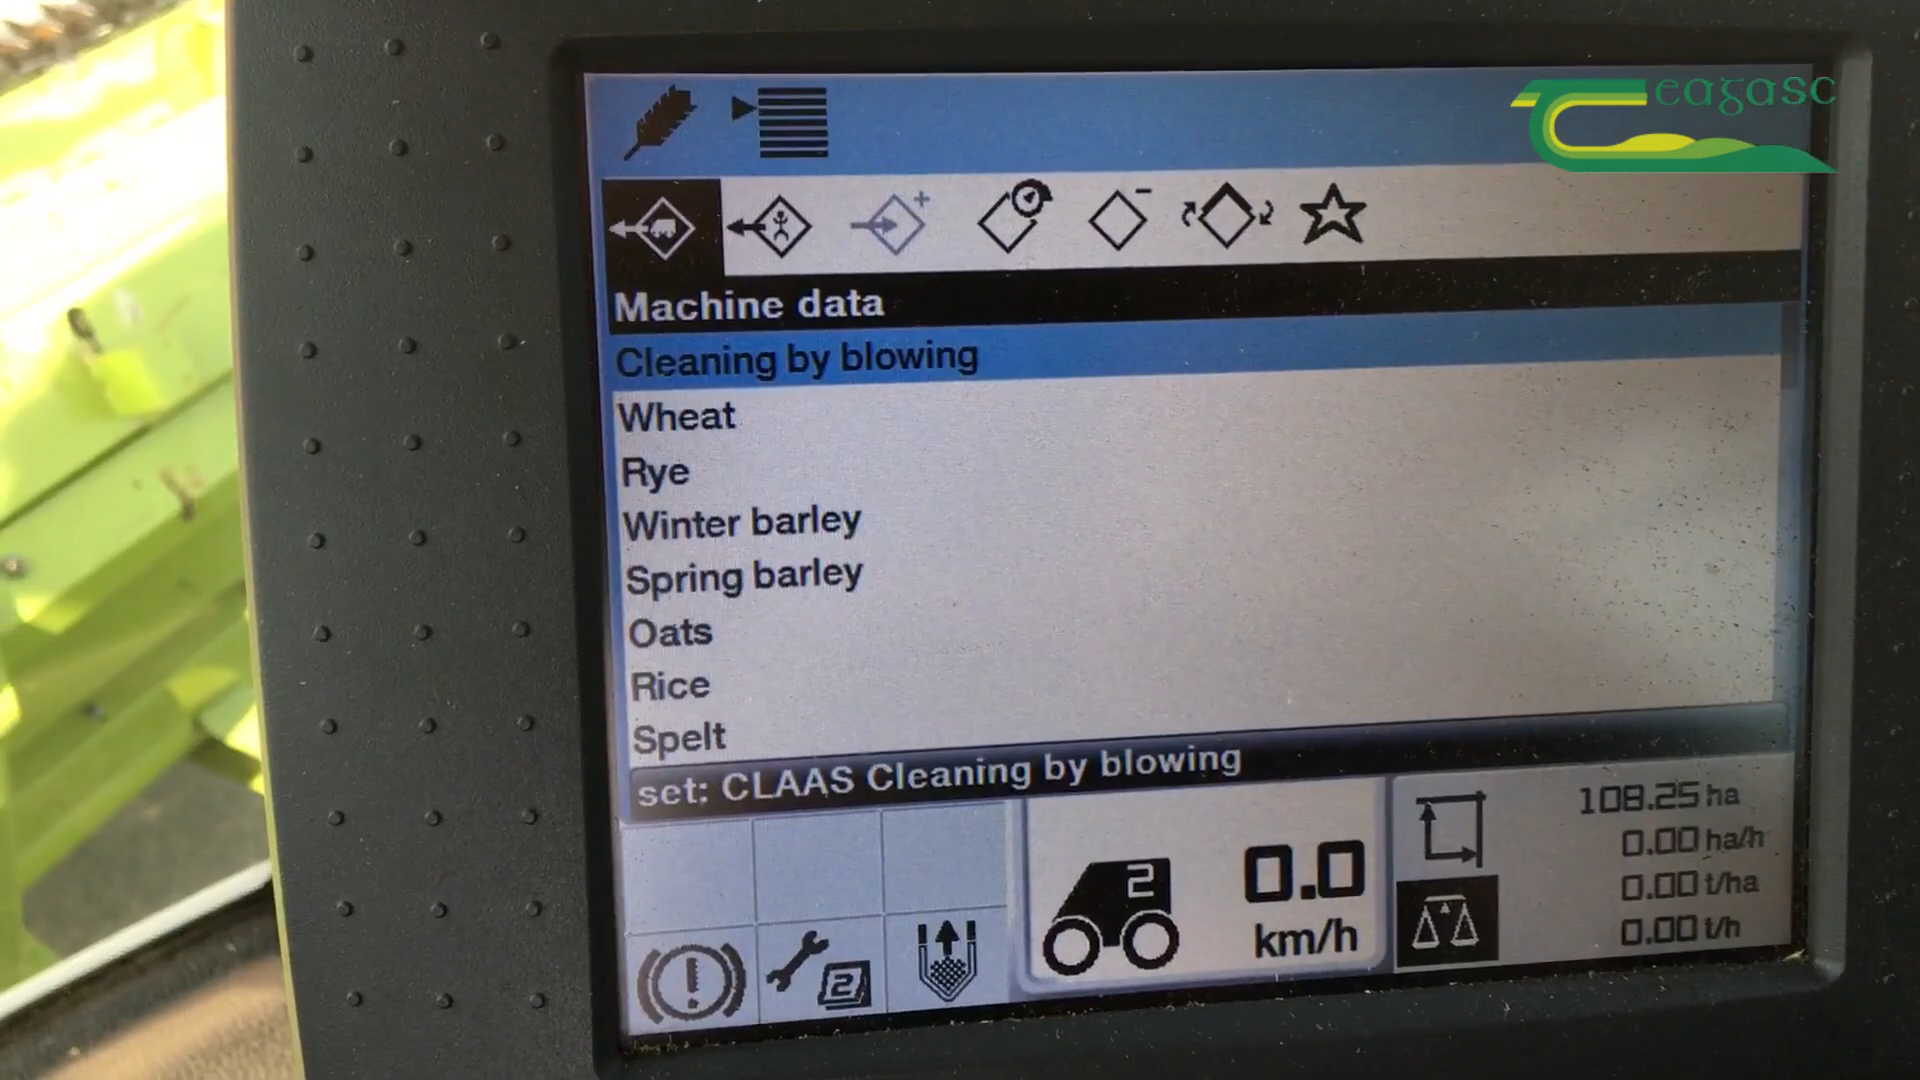 eagasc
Machine data
Cleaning by blowing
Wheat
Rye
Winter barley
Spring barley
Oats
Rice
Spelt
set: CLAAS Cleaning by blowing
2
2
0.0
km/h
108.25 ha
0.00 ha/h
0.00 t/ha
0.00 t/h